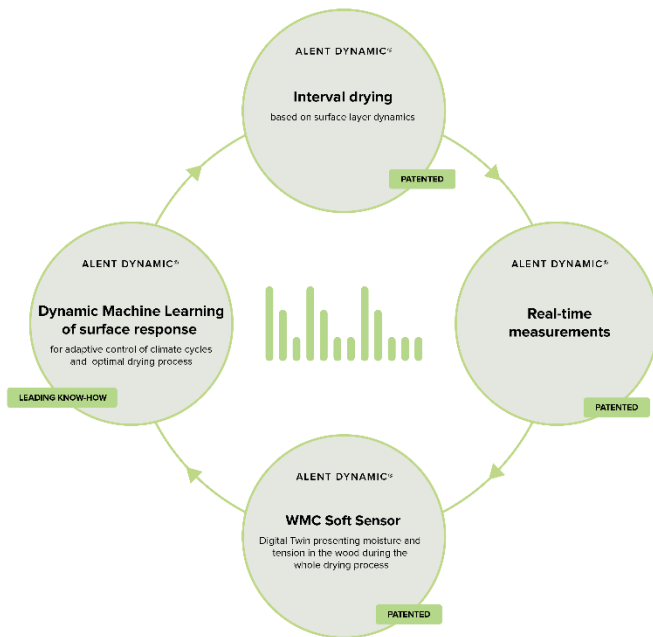 ALENT DYNAMIC®
Interval drying
based on surface layer dynamics
PATENTED
ALENT DYNAMIC®
Dynamic Machine Learning
of surface response
for adaptive control of climate cycles
and optimal drying process
LEADING KNOW-HOW
ALENT DYNAMIC®
Real-time
measurements
PATENTED
ALENT DYNAMIC®
WMC Soft Sensor
Digital Twin presenting moisture and
tension in the wood during the
whole drying process
PATENTED